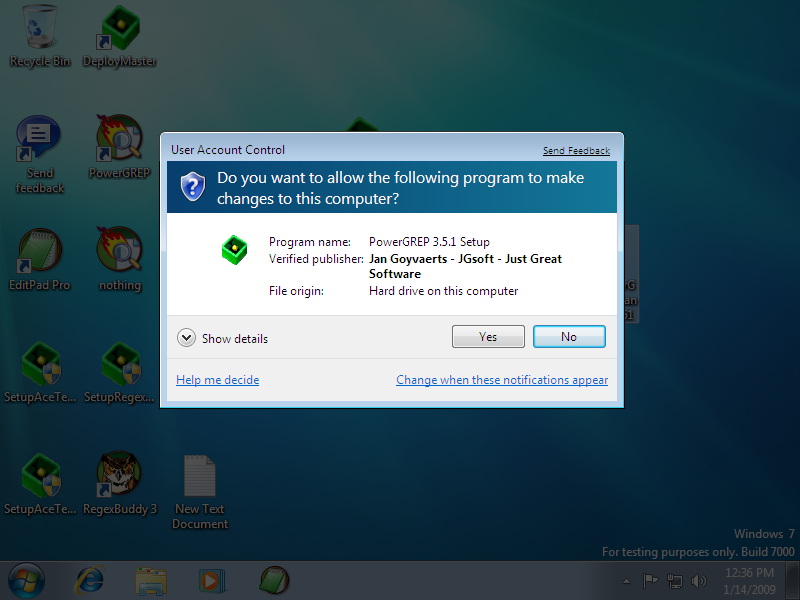 Recycle Bin
DeployMaster
Send
feedback
PowerGREP
EditPad Pro
nothing
SetupAceTe...
SetupRegex...
SetupAceTe...
RegexBuddy 3
New Text
Document
User Account Control
Send Feedback
Do you want to allow the following program to make
changes to this computer?
Program name: PowerGREP 3.5.1 Setup
Verified publisher: Jan Goyvaerts - JGsoft - Just Great
Software
File origin: Hard drive on this computer
Show details
Yes
No
Help me decide
Change when these notifications appear
Windows 7
For testing purposes only. Build 7000
12:36 PM
1/14/2009